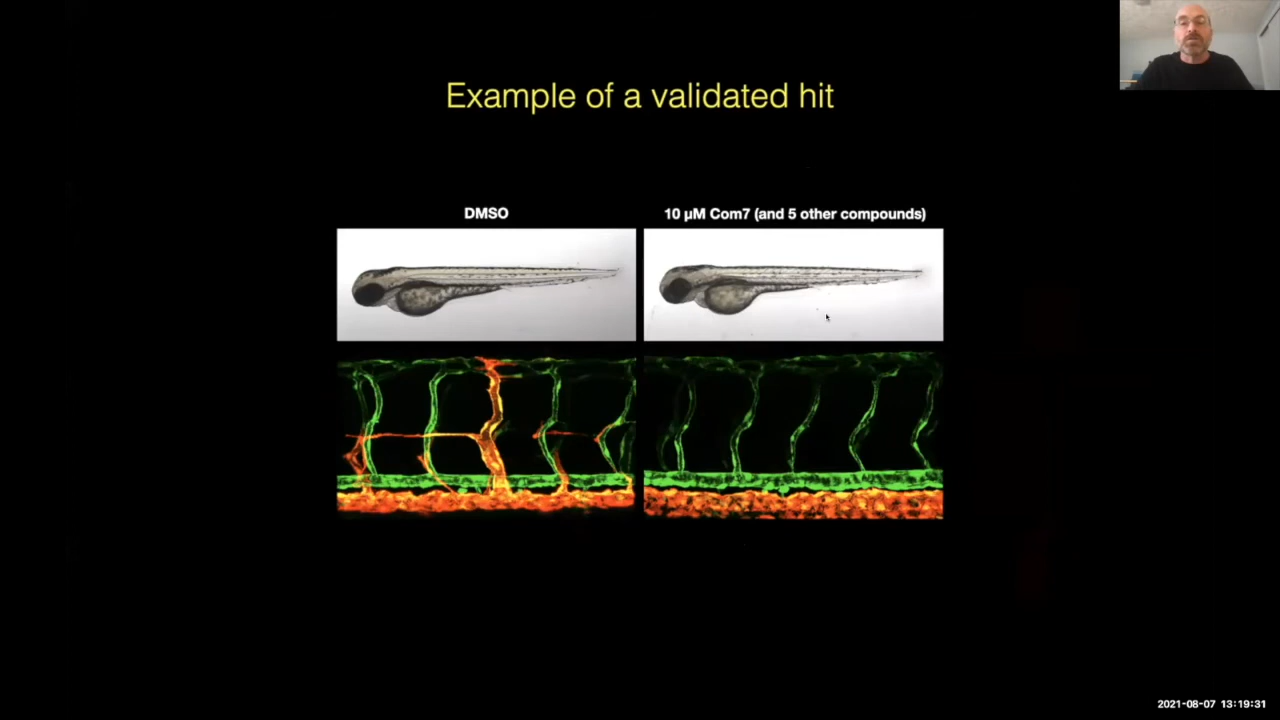 Example of a validated hit
DMSO
10 µM Com7 (and 5 other compounds)
2021-08-07 13:19:31